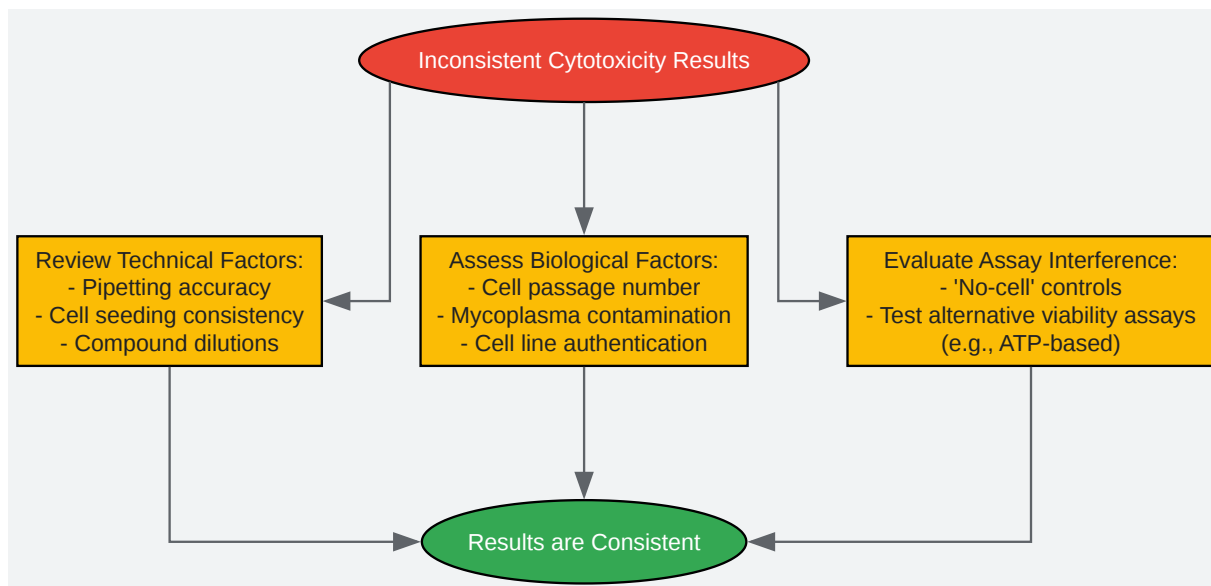 Inconsistent Cytotoxicity Results
Review Technical Factors:
- Pipetting accuracy
- Cell seeding consistency
- Compound dilutions
Assess Biological Factors:
- Cell passage number
- Mycoplasma contamination
- Cell line authentication
Evaluate Assay Interference:
- 'No-cell' controls
- Test alternative viability assays
(e.g., ATP-based)
Results are Consistent